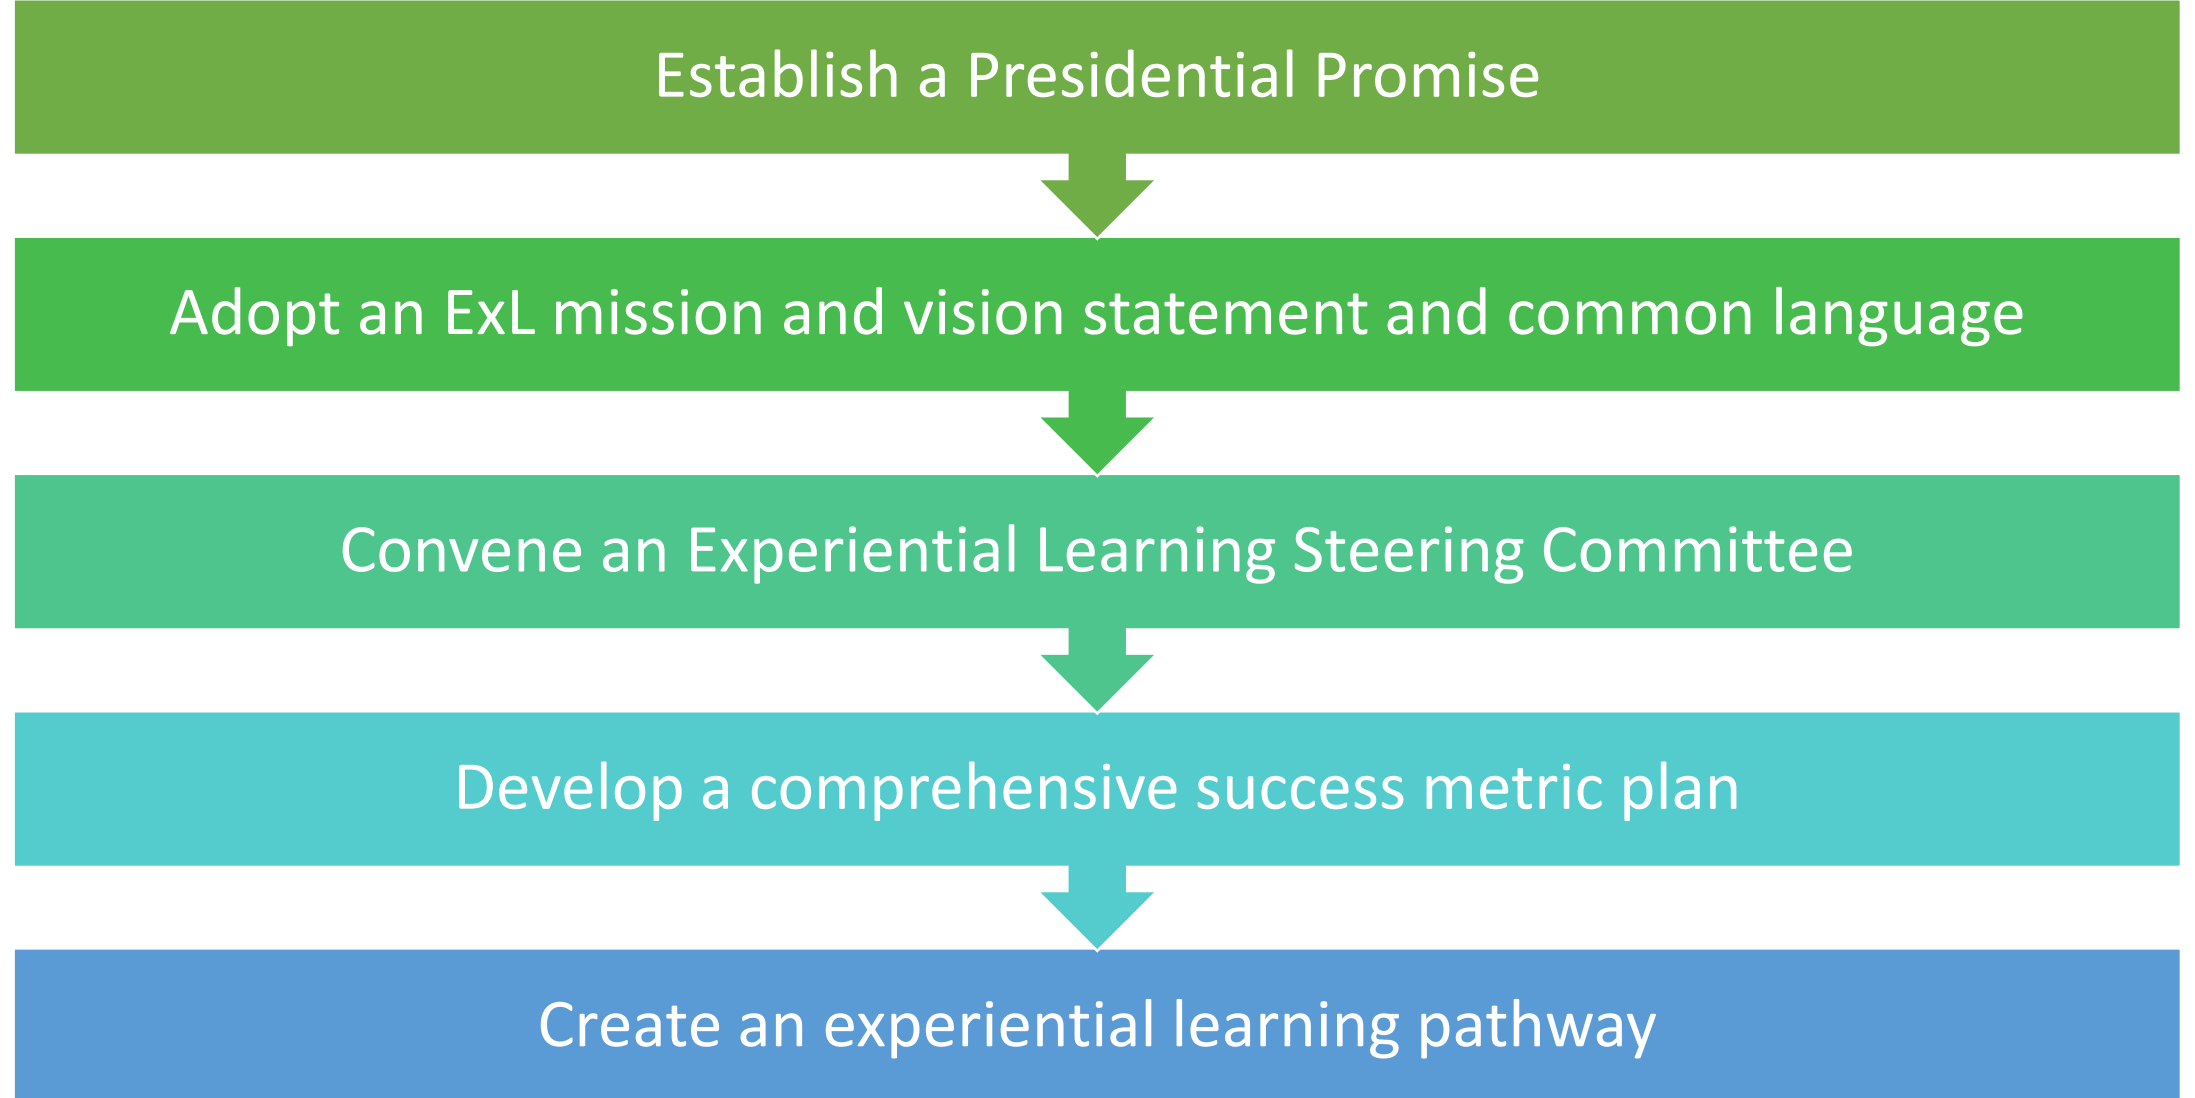 Establish a Presidential Promise
Adopt an ExL mission and vision statement and common language
Convene an Experiential Learning Steering Committee
Develop a comprehensive success metric plan
Create an experiential learning pathway